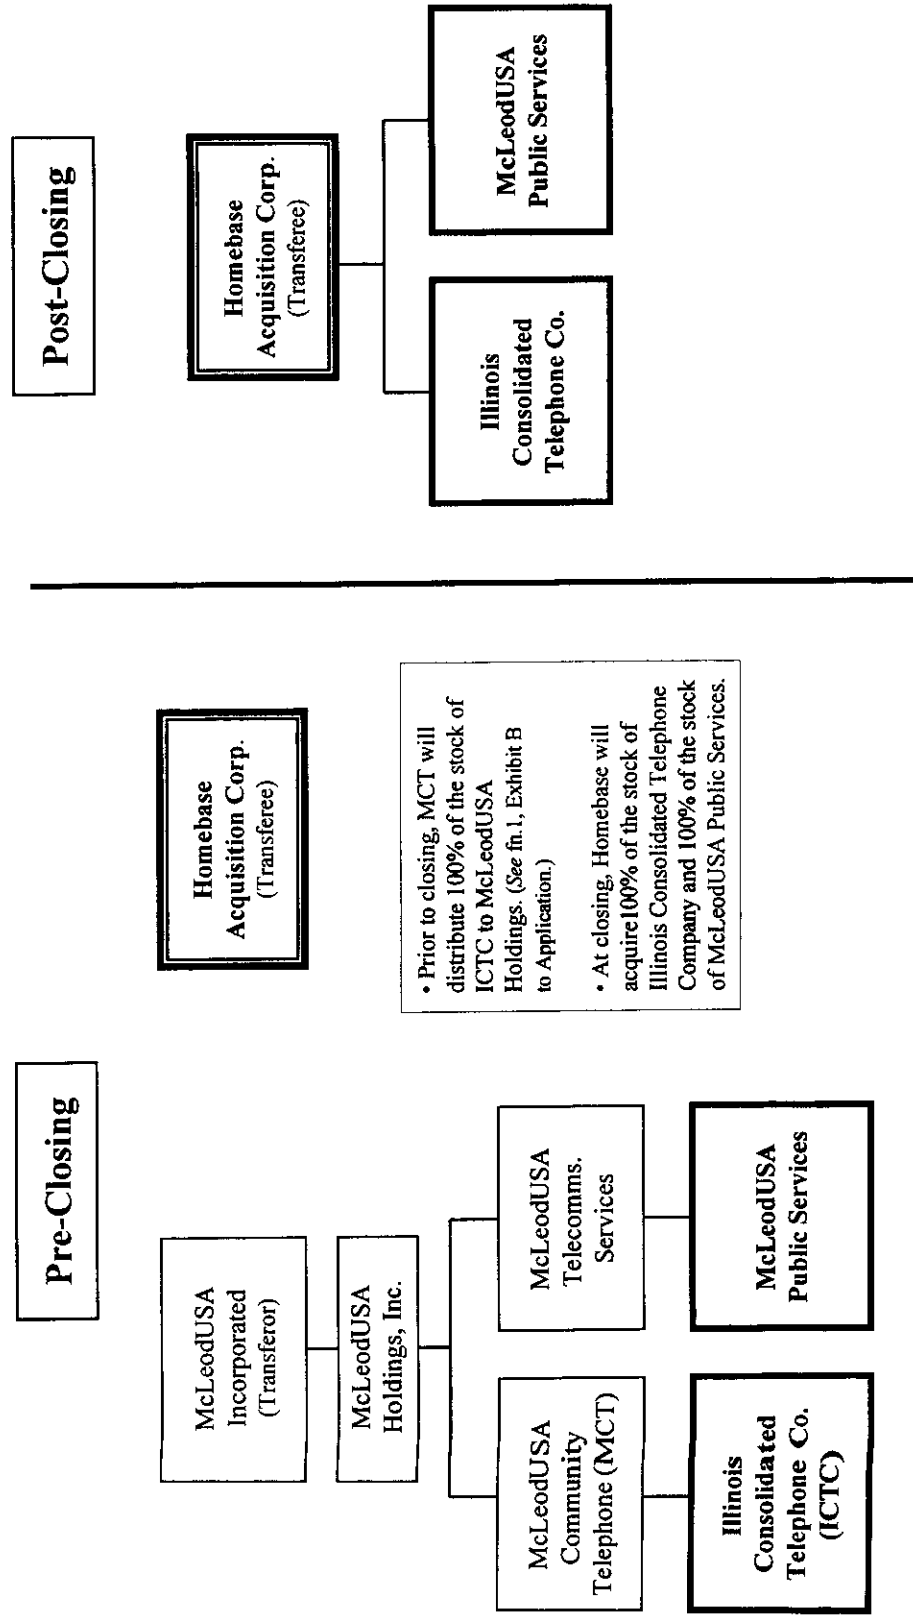 Pre-Closing
McLeodUSA
Incorporated
(Transferor)
McLeodUSA
Holdings, Inc.
McLeodUSA
Community
Telephone (MCT)
McLeodUSA
Telecomms.
Services
Illinois
Consolidated
Telephone Co.
(ICTC)
McLeodUSA
Public Services
Homebase
Acquisition Corp.
(Transferee)
• Prior to closing, MCT will
distribute 100% of the stock of
ICTC to McLeodUSA
Holdings. (See fn.1, Exhibit B
to Application.)
• At closing, Homebase will
acquire100% of the stock of
Illinois Consolidated Telephone
Company and 100% of the stock
of McLeodUSA Public Services.
Post-Closing
Homebase
Acquisition Corp.
(Transferee)
Illinois
Consolidated
Telephone Co.
McLeodUSA
Public Services